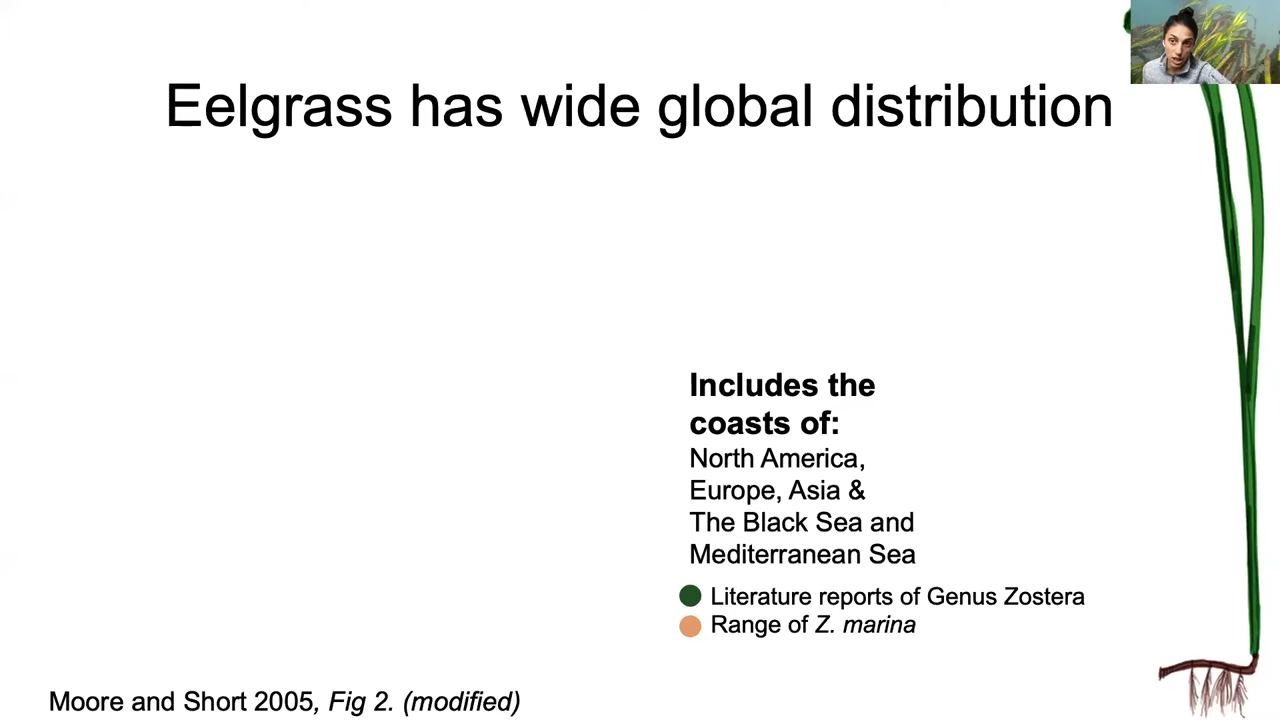 Eelgrass has wide global distribution
Includes the
coasts of:
North America,
Europe, Asia &
The Black Sea and
Mediterranean Sea
Literature reports of Genus Zostera
Range of Z. marina
Moore and Short 2005, Fig 2. (modified)